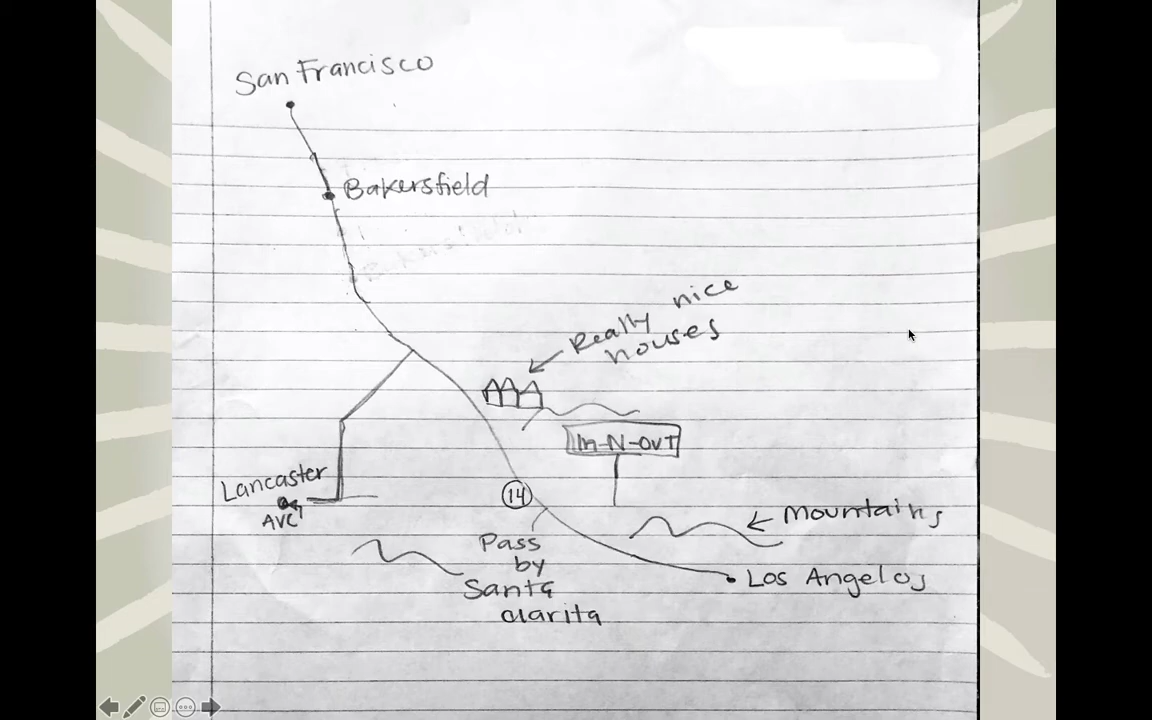 San Francisco
Bakersfield
Really nice
houses
In-N-Out
Lancaster
AVC
14
Mountains
Pass
by
Santa
clarita
Los Angelos